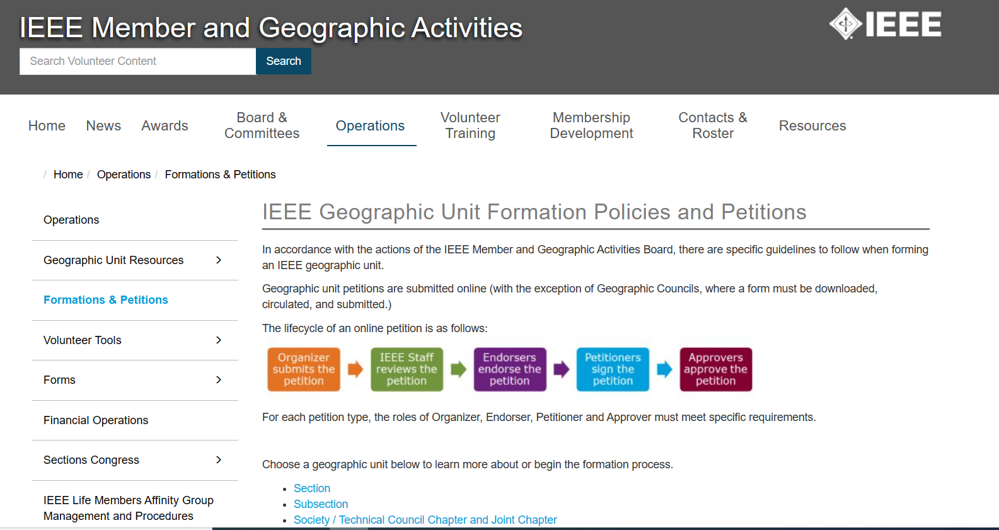 IEEE Member and Geographic Activities
IEEE
Search Volunteer Content
Search
Home
News
Awards
Board &
Committees
Operations
Volunteer
Training
Membership
Development
Contacts &
Roster
Resources
/ Home / Operations / Formations & Petitions
Operations
Geographic Unit Resources
Formations & Petitions
Volunteer Tools
Forms
Financial Operations
Sections Congress
IEEE Life Members Affinity Group
Management and Procedures
IEEE Geographic Unit Formation Policies and Petitions
In accordance with the actions of the IEEE Member and Geographic Activities Board, there are specific guidelines to follow when forming
an IEEE geographic unit.
Geographic unit petitions are submitted online (with the exception of Geographic Councils, where a form must be downloaded,
circulated, and submitted.)
The lifecycle of an online petition is as follows:
Organizer
submits the
petition
IEEE Staff
reviews the
petition
Endorsers
endorse the
petition
Petitioners
sign the
petition
Approvers
approve the
petition
For each petition type, the roles of Organizer, Endorser, Petitioner and Approver must meet specific requirements.
Choose a geographic unit below to learn more about or begin the formation process.
• Section
• Subsection
• Society / Technical Council Chapter and Joint Chapter